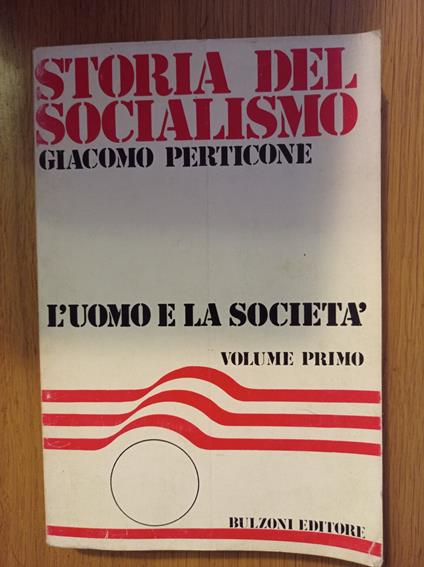 STORIA DEL
SOCIALISMO
GIACOMO PERTICONE
L'UOMO E LA SOCIETA'
VOLUME PRIMO
BULZONI EDITORE